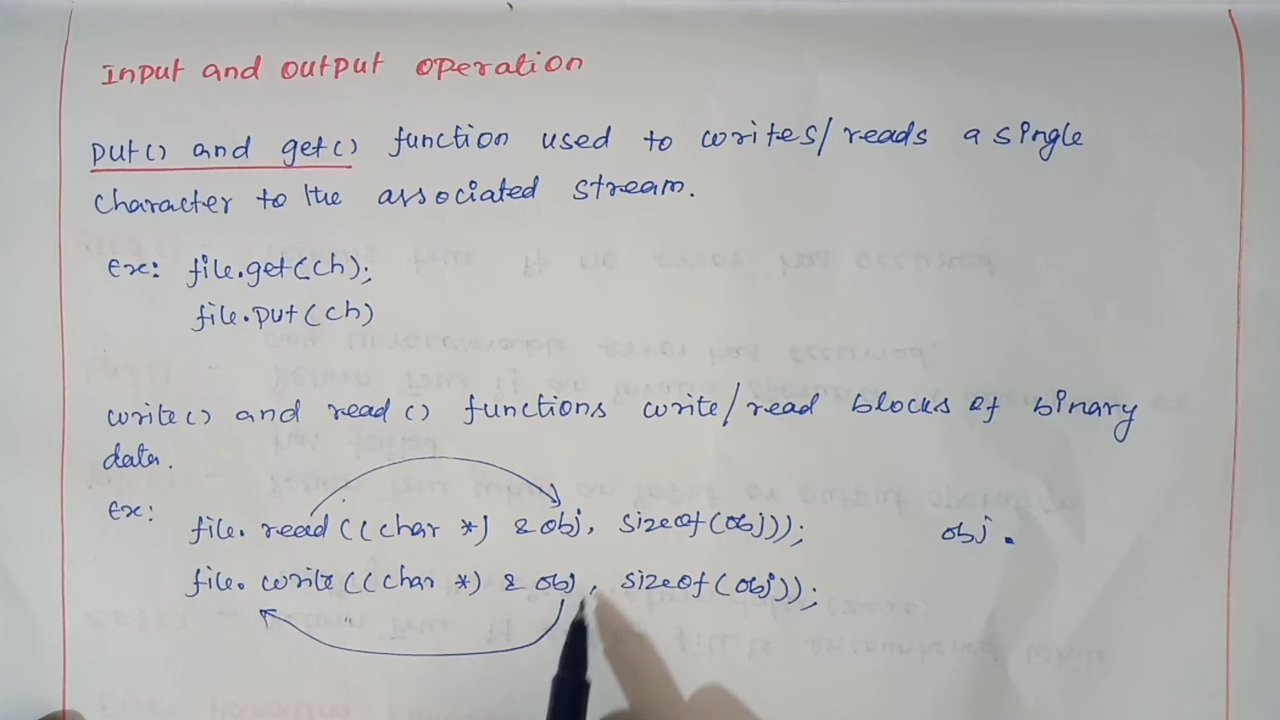 Input and output operation
put() and get() function used to writes/reads a single
character to the associated stream.
Ex: file.get(ch);
file.put(ch)
write() and read() functions write/read blocks of binary
data.
Ex:
file. read((char *) &obj, sizeof(obj)); obj.
file. write((char *) &obj, sizeof(obj));